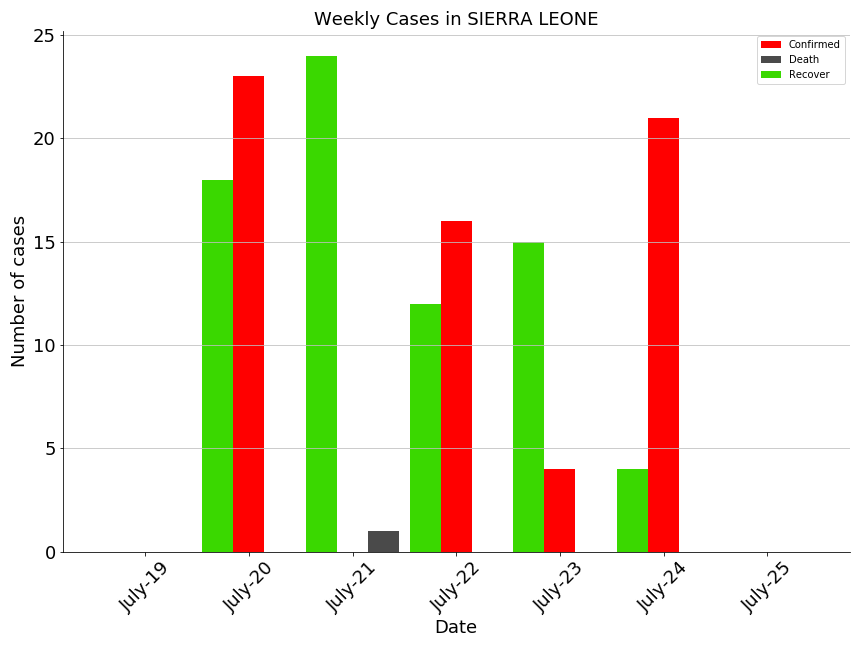 Weekly Cases in SIERRA LEONE
Confirmed
Death
Recover
Number of cases
25
20
15
10
5
0
July-19
July-20
July-21
July-22
July-23
July-24
July-25
Date